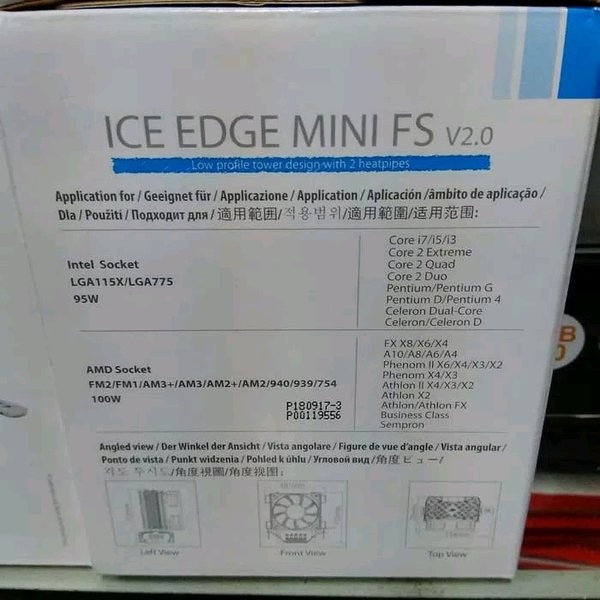 ICE EDGE MINI FS V2.0
Low profile tower design with 2 heatpipes
Application for / Geeignet für / Applicazione / Application / Aplicación /âmbito de aplicação /
Dla / Použiti / Подходит для / 適用範囲/적용범위/適用範圍/适用范围:
Intel Socket
LGA115X/LGA775
95W
Core i7/i5/i3
Core 2 Extreme
Core 2 Quad
Core 2 Duo
Pentium/Pentium G
Pentium D/Pentium 4
Celeron Dual-Core
Celeron/Celeron D
AMD Socket
FM2/FM1/AM3+/AM3/AM2+/AM2/940/939/754
100W
FX X8/X6/X4
A10/A8/A6/A4
Phenom II X6/X4/X3/X2
Phenom X4/X3
Athlon II X4/X3/X2
Athlon X2
Athlon/Athlon FX
Business Class
Sempron
P180917-3
P00119556
Angled view / Der Winkel der Ansicht / Vista angolare / Figure de vue d'angle / Vista angular /
Ponto de vista / Punkt widzenia / Pohled k úhlu / Угловой вид /角度 ビュー/
각도 투시도/角度視圖/角度视图:
Left View
Front View
Top View